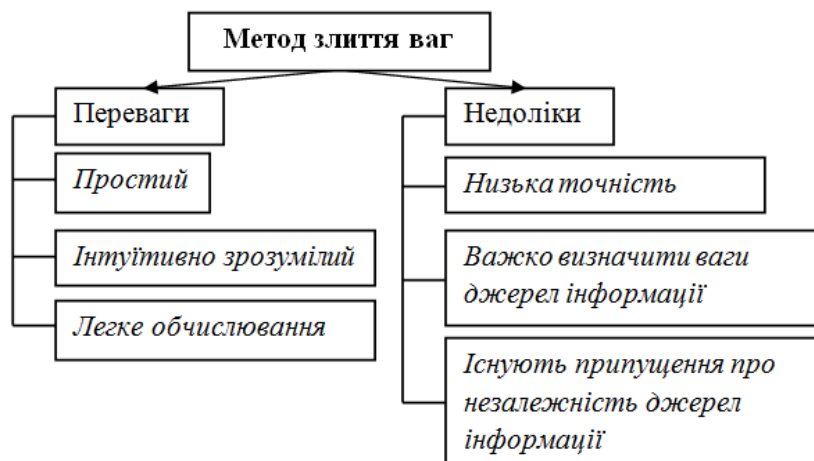 Метод злиття ваг
Переваги
Простий
Інтуїтивно зрозумілий
Легке обчислювання
Недоліки
Низька точність
Важко визначити ваги
джерел інформації
Існують припущення про
незалежність джерел
інформації